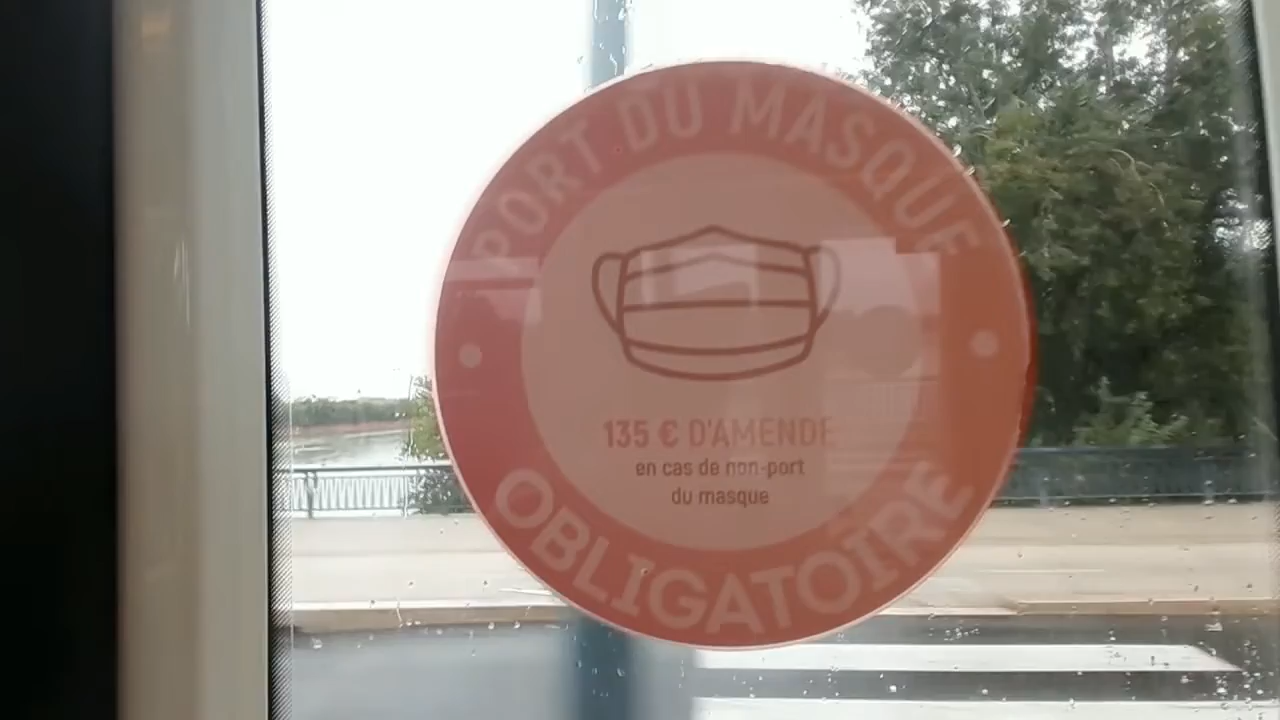 PORT DU MASQUE
135 € D'AMENDE
en cas de non-port
du masque
OBLIGATOIRE